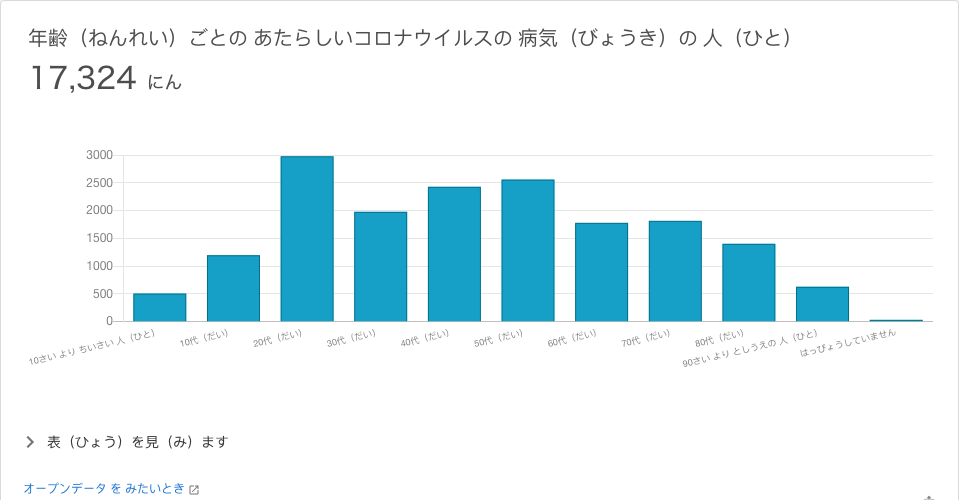 年齢（ねんれい）ごとの あたらしいコロナウイルスの 病気（びょうき）の 人（ひと）
17,324 にん
3000
2500
2000
1500
1000
500
0
10さい より ちいさい 人（ひと）
10代（だい）
20代（だい）
30代（だい）
40代（だい）
50代（だい）
60代（だい）
70代（だい）
80代（だい）
90さい より としうえの 人（ひと）
はっぴょうしていません
表（ひょう）を見（み）ます
オープンデータ を みたいとき